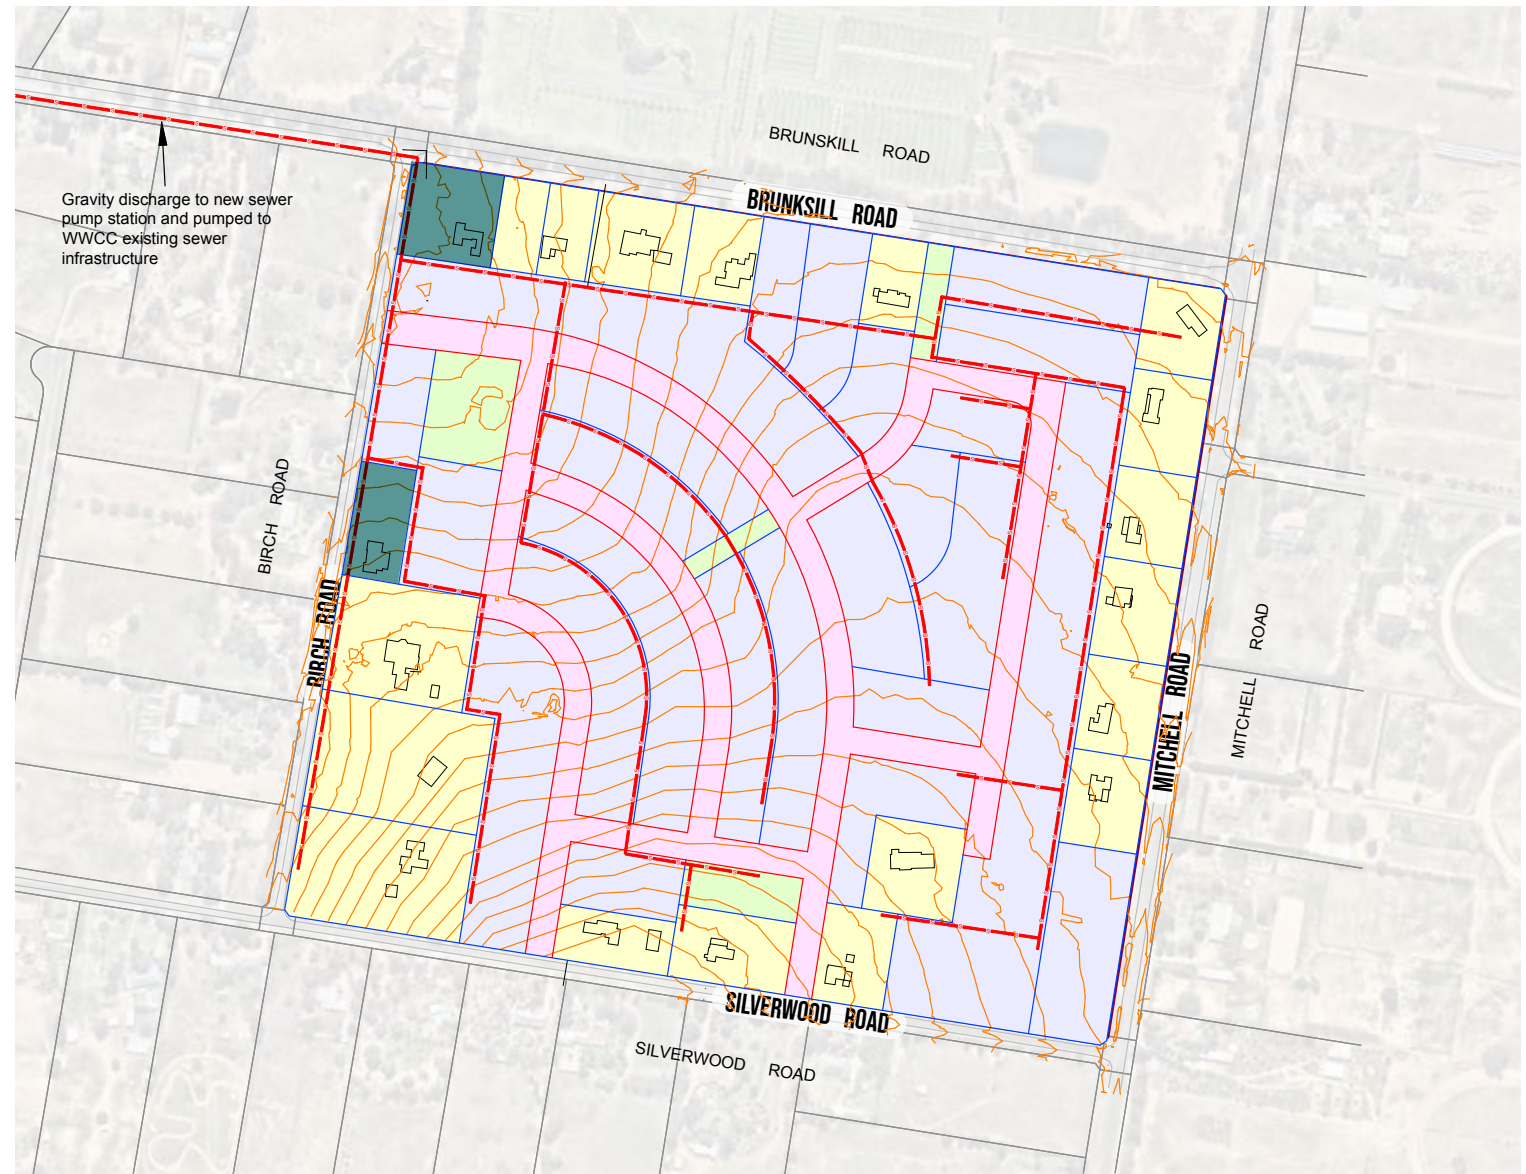 BRUNSKILL ROAD
BRUNKSILL ROAD
Gravity discharge to new sewer
pump station and pumped to
WWCC existing sewer
infrastructure
BIRCH ROAD
BIRCH ROAD
MITCHELL ROAD
MITCHELL ROAD
SILVERWOOD ROAD
SILVERWOOD ROAD